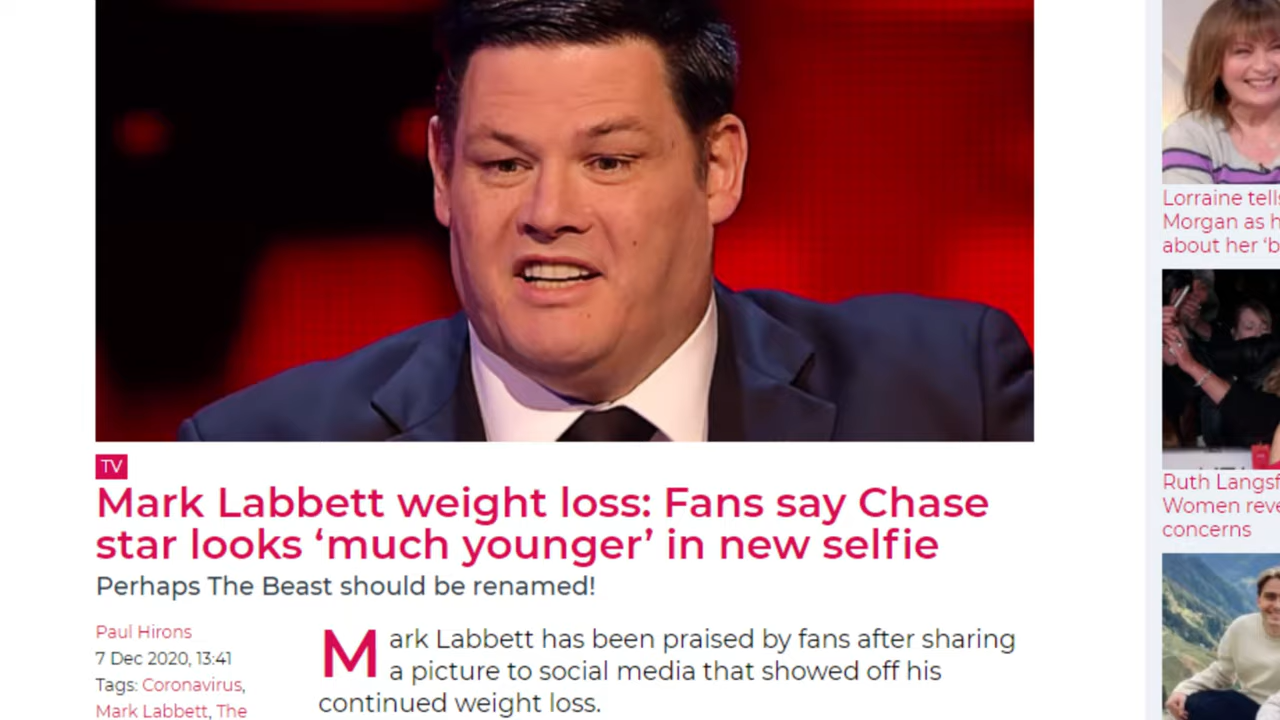 TV
Mark Labbett weight loss: Fans say Chase
star looks ‘much younger’ in new selfie
Perhaps The Beast should be renamed!
Paul Hirons
7 Dec 2020, 13:41
Tags: Coronavirus,
Mark Labbett, The
Mark Labbett has been praised by fans after sharing
a picture to social media that showed off his
continued weight loss.
Lorraine tells
Morgan as h
about her ‘b
Ruth Langsf
Women reve
concerns